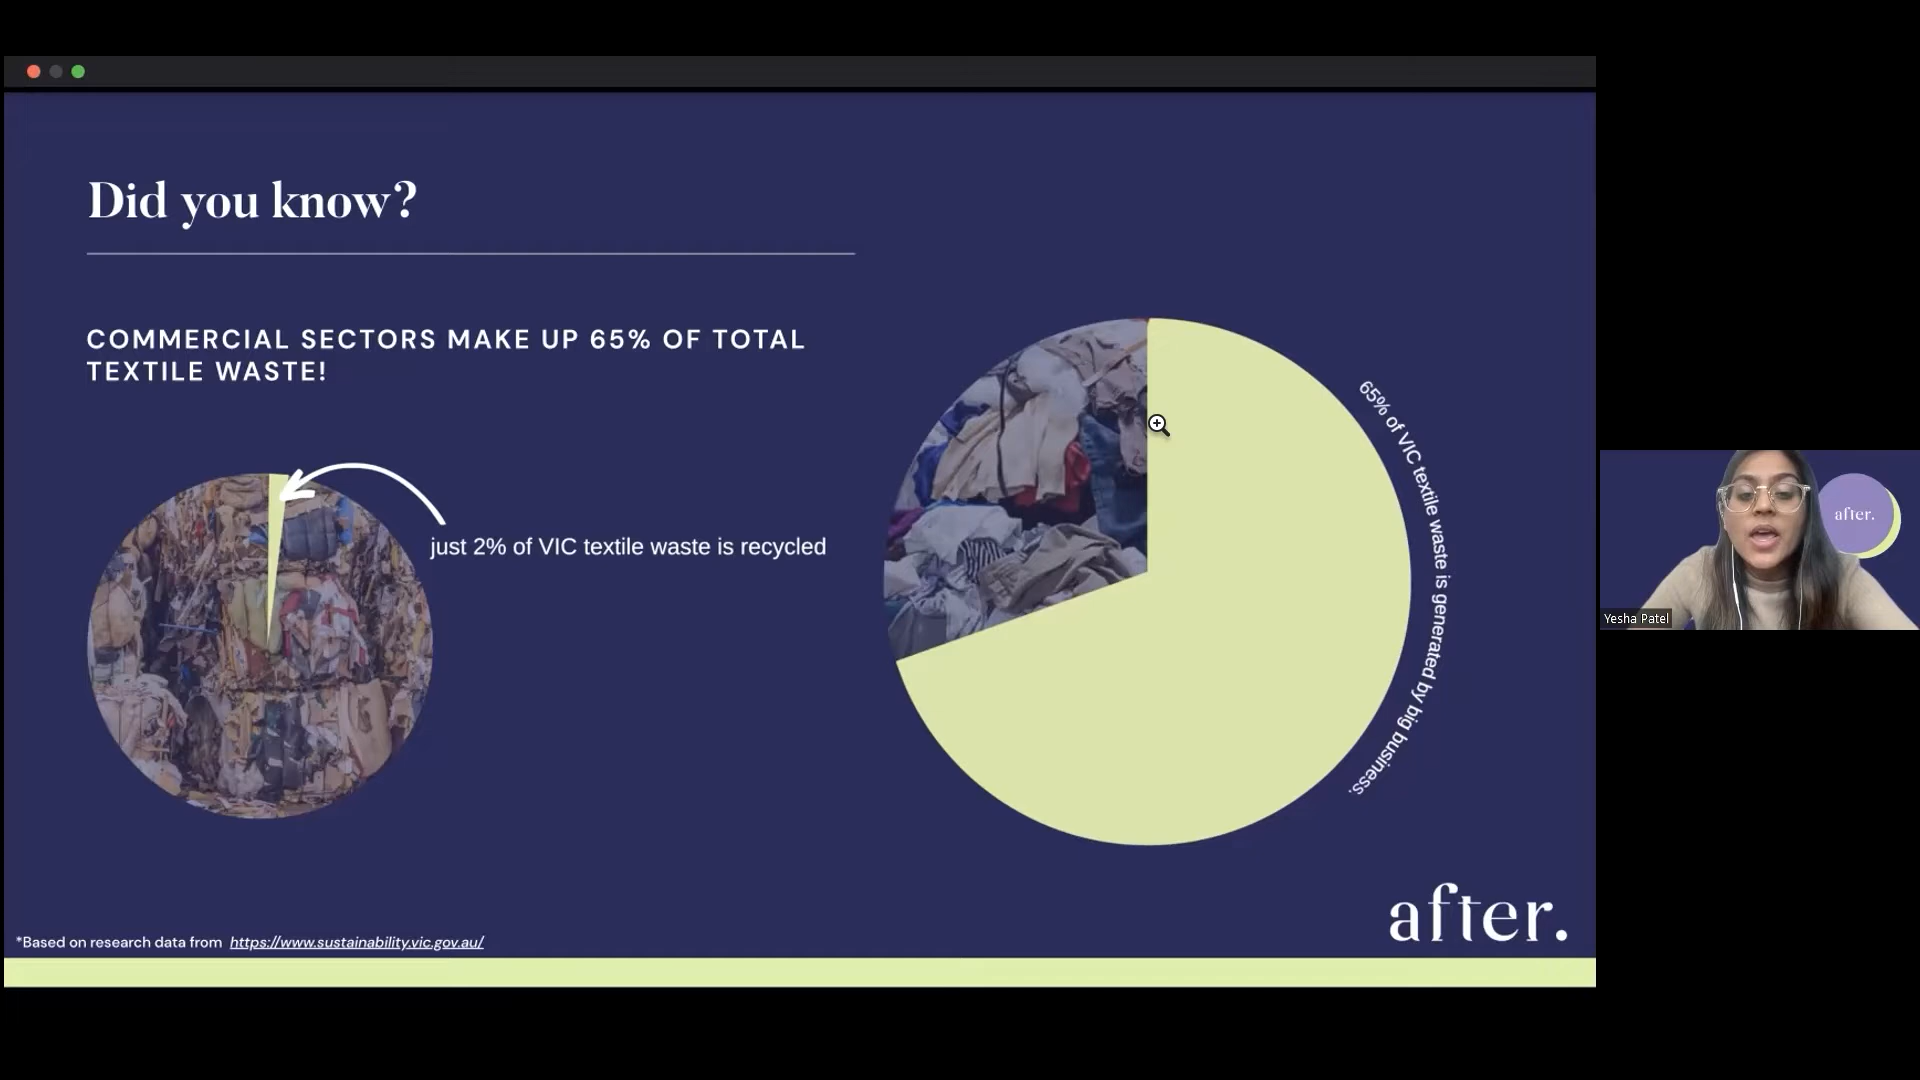 Did you know?
COMMERCIAL SECTORS MAKE UP 65% OF TOTAL
TEXTILE WASTE!
just 2% of VIC textile waste is recycled
65% of VIC textile waste is generated by big business.
after.
Yesha Patel
after.
*Based on research data from https://www.sustainability.vic.gov.au/